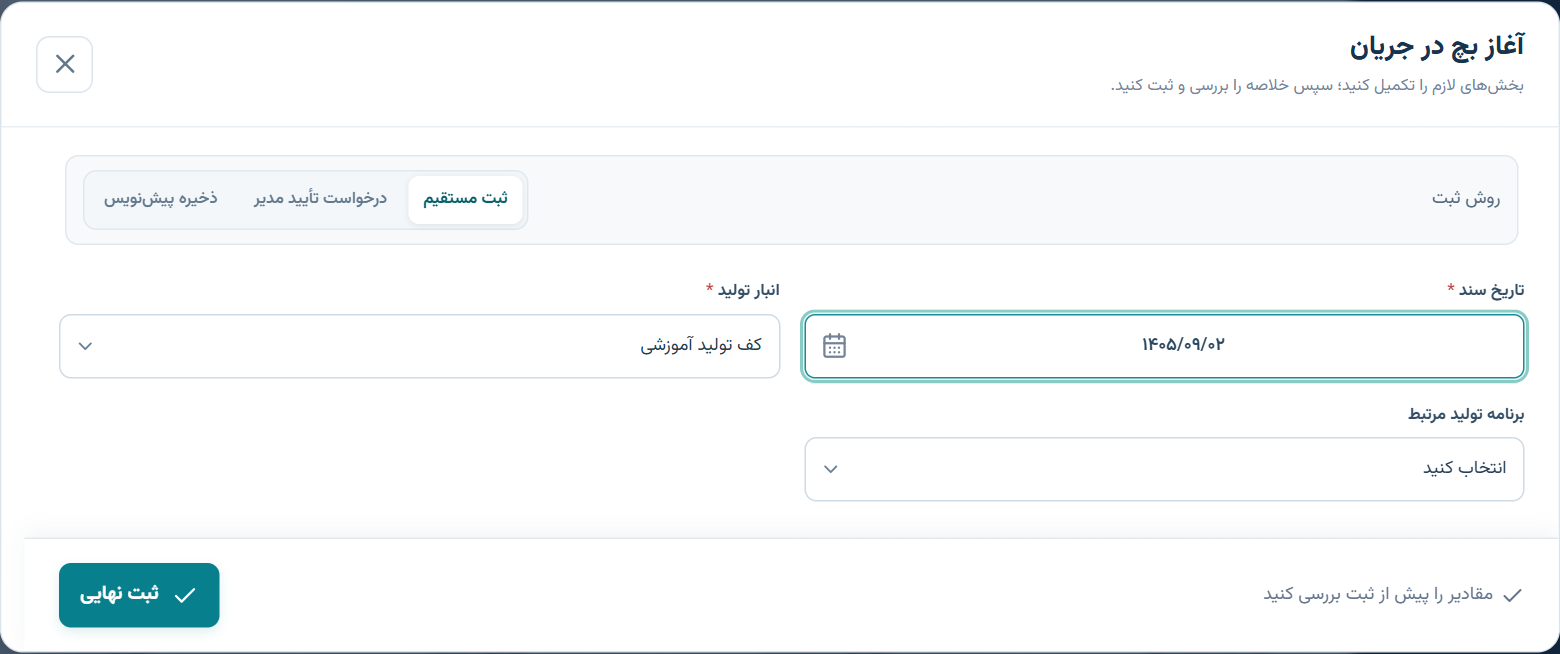 آغاز بچ در جریان
بخش‌های لازم را تکمیل کنید؛ سپس خلاصه را بررسی و ثبت کنید.
روش ثبت
ثبت مستقیم
درخواست تأیید مدیر
ذخیره پیش‌نویس
تاریخ سند *
۱۴۰۵/۰۹/۰۲
انبار تولید *
کف تولید آموزشی
برنامه تولید مرتبط
انتخاب کنید
مقادیر را پیش از ثبت بررسی کنید
ثبت نهایی